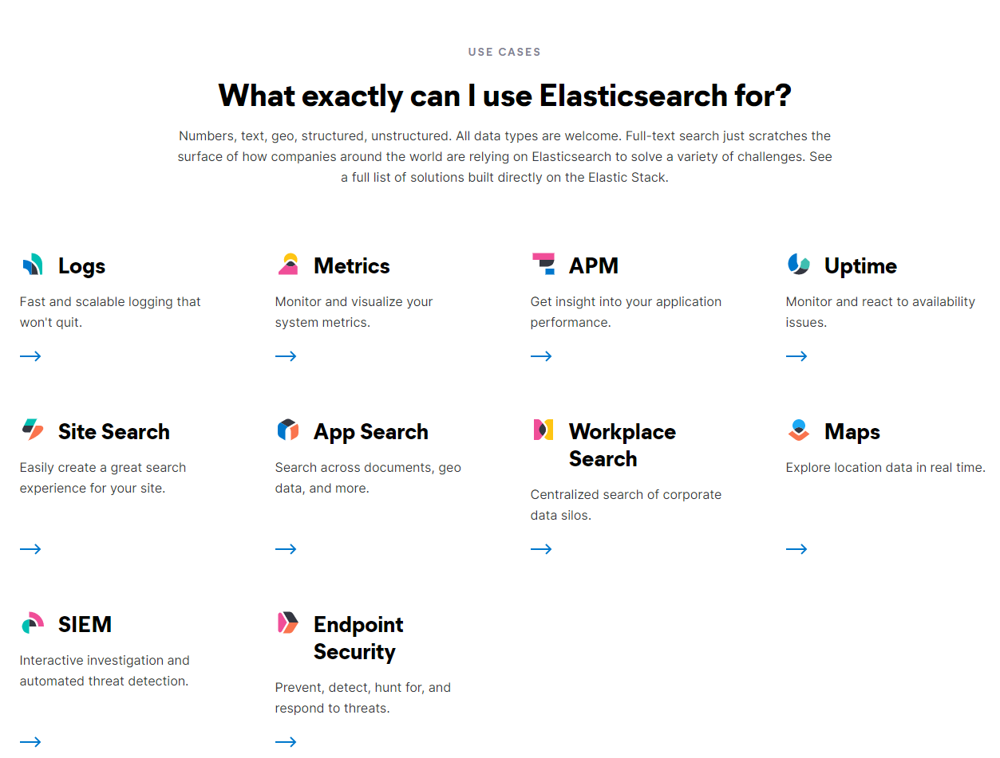 USE CASES
What exactly can I use Elasticsearch for?
Numbers, text, geo, structured, unstructured. All data types are welcome. Full-text search just scratches the
surface of how companies around the world are relying on Elasticsearch to solve a variety of challenges. See
a full list of solutions built directly on the Elastic Stack.
Logs
Fast and scalable logging that
won't quit.
Metrics
Monitor and visualize your
system metrics.
APM
Get insight into your application
performance.
Uptime
Monitor and react to availability
issues.
Site Search
Easily create a great search
experience for your site.
App Search
Search across documents, geo
data, and more.
Workplace
Search
Centralized search of corporate
data silos.
Maps
Explore location data in real time.
SIEM
Interactive investigation and
automated threat detection.
Endpoint
Security
Prevent, detect, hunt for, and
respond to threats.